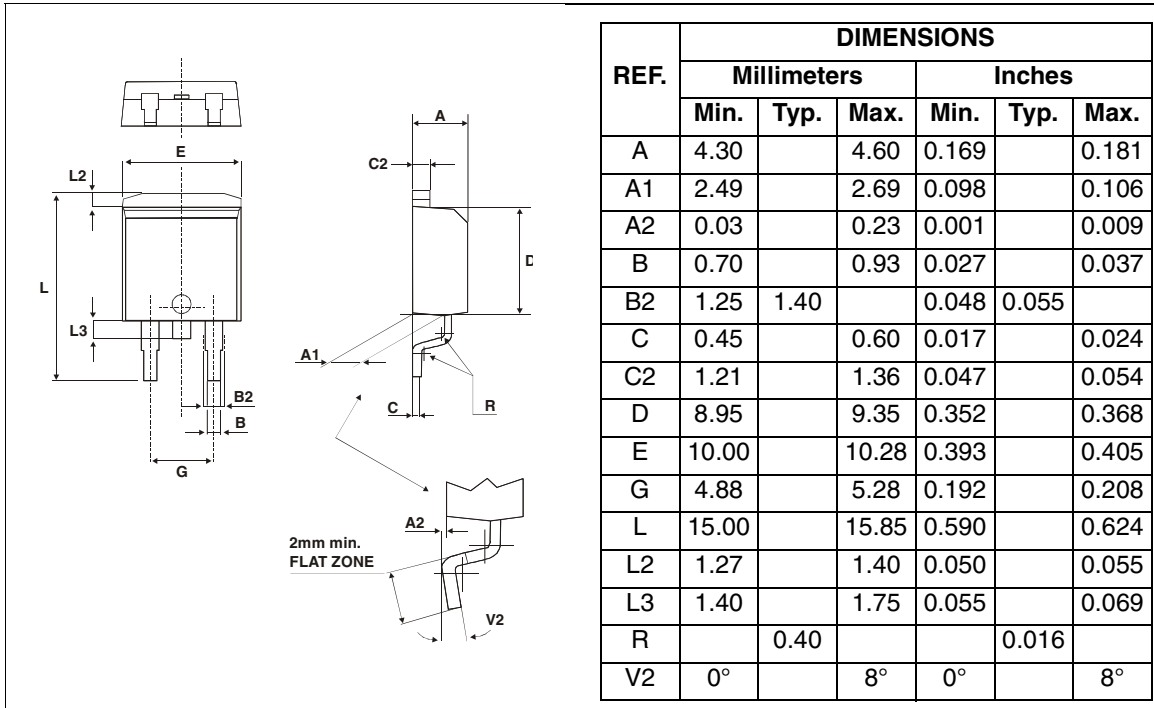 E
L2
L
L3
B2
B
G
A
C2
D
A1
C
R
A2
2mm min.
FLAT ZONE
V2
REF. DIMENSIONS
Millimeters Inches
Min. Typ. Max. Min. Typ. Max.
A 4.30 4.60 0.169 0.181
A1 2.49 2.69 0.098 0.106
A2 0.03 0.23 0.001 0.009
B 0.70 0.93 0.027 0.037
B2 1.25 1.40 0.048 0.055
C 0.45 0.60 0.017 0.024
C2 1.21 1.36 0.047 0.054
D 8.95 9.35 0.352 0.368
E 10.00 10.28 0.393 0.405
G 4.88 5.28 0.192 0.208
L 15.00 15.85 0.590 0.624
L2 1.27 1.40 0.050 0.055
L3 1.40 1.75 0.055 0.069
R 0.40 0.016
V2 0° 8° 0° 8°